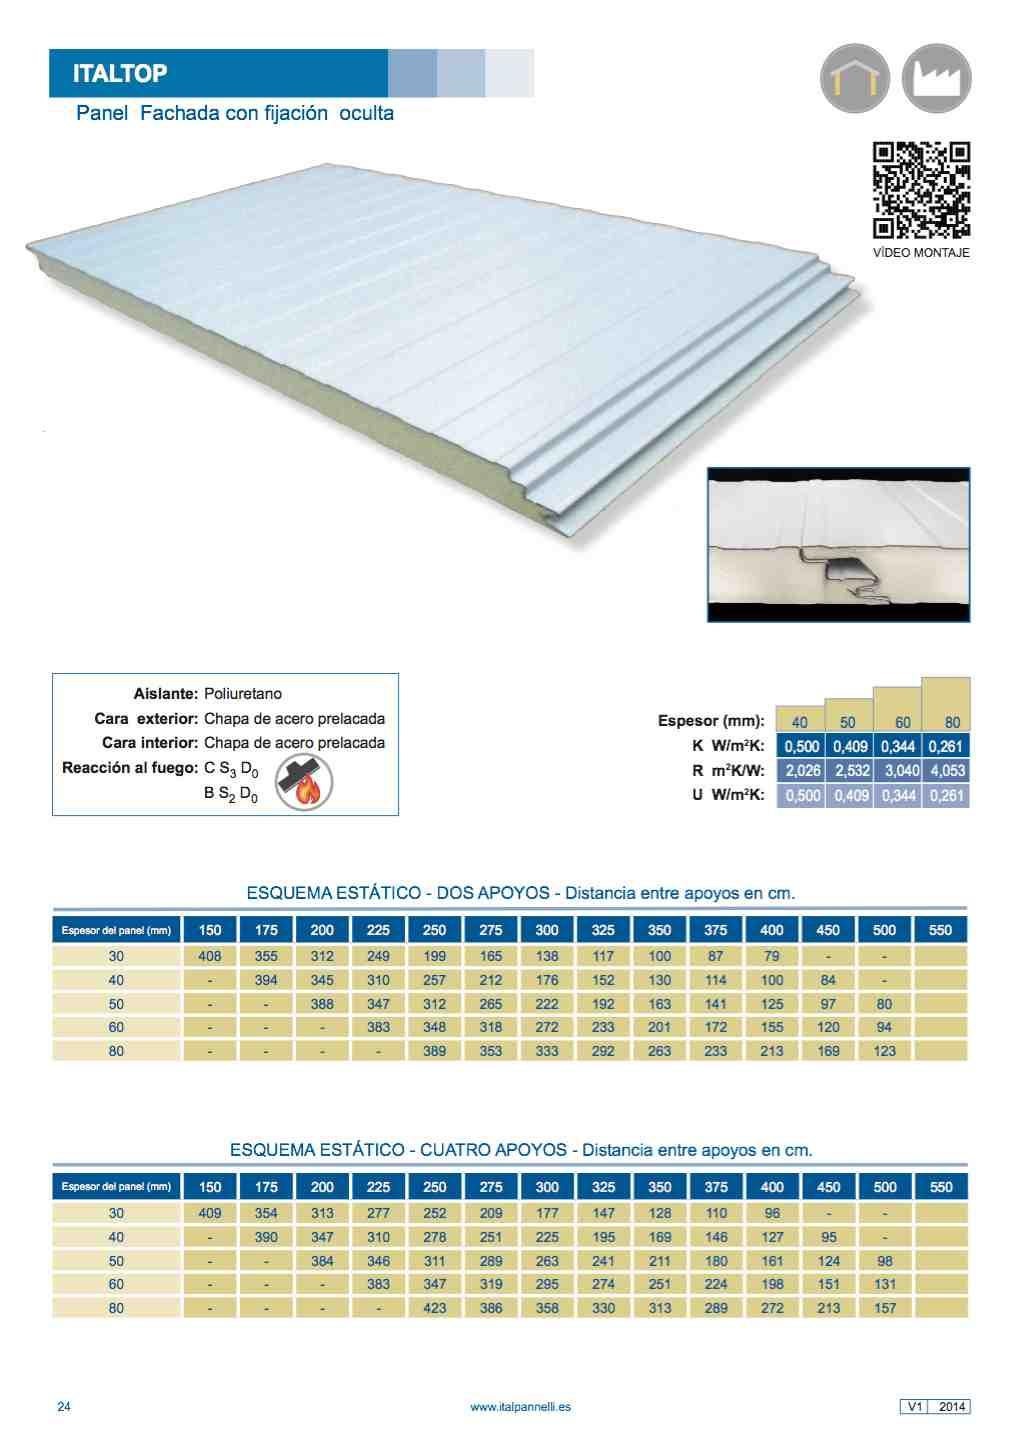 ITALTOP
Panel Fachada con fijación oculta
VÍDEO MONTAJE
Aislante: Poliuretano
Cara exterior: Chapa de acero prelacada
Cara interior: Chapa de acero prelacada
Reacción al fuego: C S3 D0
B S2 D0
Espesor (mm): 40 50 60 80
K W/m²K: 0,500 0,409 0,344 0,261
R m²K/W: 2,026 2,532 3,040 4,053
U W/m²K: 0,500 0,409 0,344 0,261
ESQUEMA ESTÁTICO - DOS APOYOS - Distancia entre apoyos en cm.
Espesor del panel (mm) 150 175 200 225 250 275 300 325 350 375 400 450 500 550
30 408 355 312 249 199 165 138 117 100 87 79 - -
40 - 394 345 310 257 212 176 152 130 114 100 84 -
50 - - 388 347 312 265 222 192 163 141 125 97 80
60 - - - 383 348 318 272 233 201 172 155 120 94
80 - - - - 389 353 333 292 263 233 213 169 123
ESQUEMA ESTÁTICO - CUATRO APOYOS - Distancia entre apoyos en cm.
Espesor del panel (mm) 150 175 200 225 250 275 300 325 350 375 400 450 500 550
30 409 354 313 277 252 209 177 147 128 110 96 - -
40 - 390 347 310 278 251 225 195 169 146 127 95 -
50 - - 384 346 311 289 263 241 211 180 161 124 98
60 - - - 383 347 319 295 274 251 224 198 151 131
80 - - - - 423 386 358 330 313 289 272 213 157
24
www.italpannelli.es
V1 2014